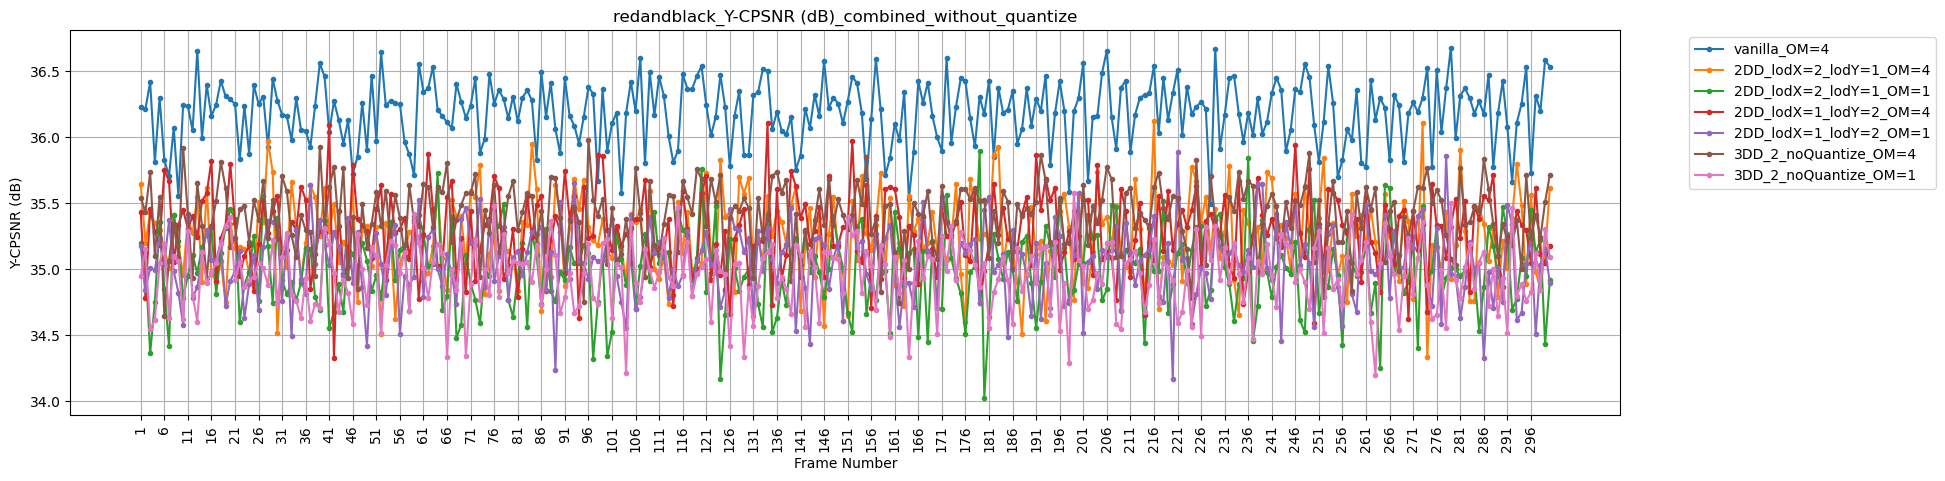 redandblack_Y-CPSNR (dB)_combined_without_quantize
Y-CPSNR (dB)
36.5
36.0
35.5
35.0
34.5
34.0
1 6 11 16 21 26 31 36 41 46 51 56 61 66 71 76 81 86 91 96 101 106 111 116 121 126 131 136 141 146 151 156 161 166 171 176 181 186 191 196 201 206 211 216 221 226 231 236 241 246 251 256 261 266 271 276 281 286 291 296
Frame Number
vanilla_OM=4
2DD_lodX=2_lodY=1_OM=4
2DD_lodX=2_lodY=1_OM=1
2DD_lodX=1_lodY=2_OM=4
2DD_lodX=1_lodY=2_OM=1
3DD_2_noQuantize_OM=4
3DD_2_noQuantize_OM=1